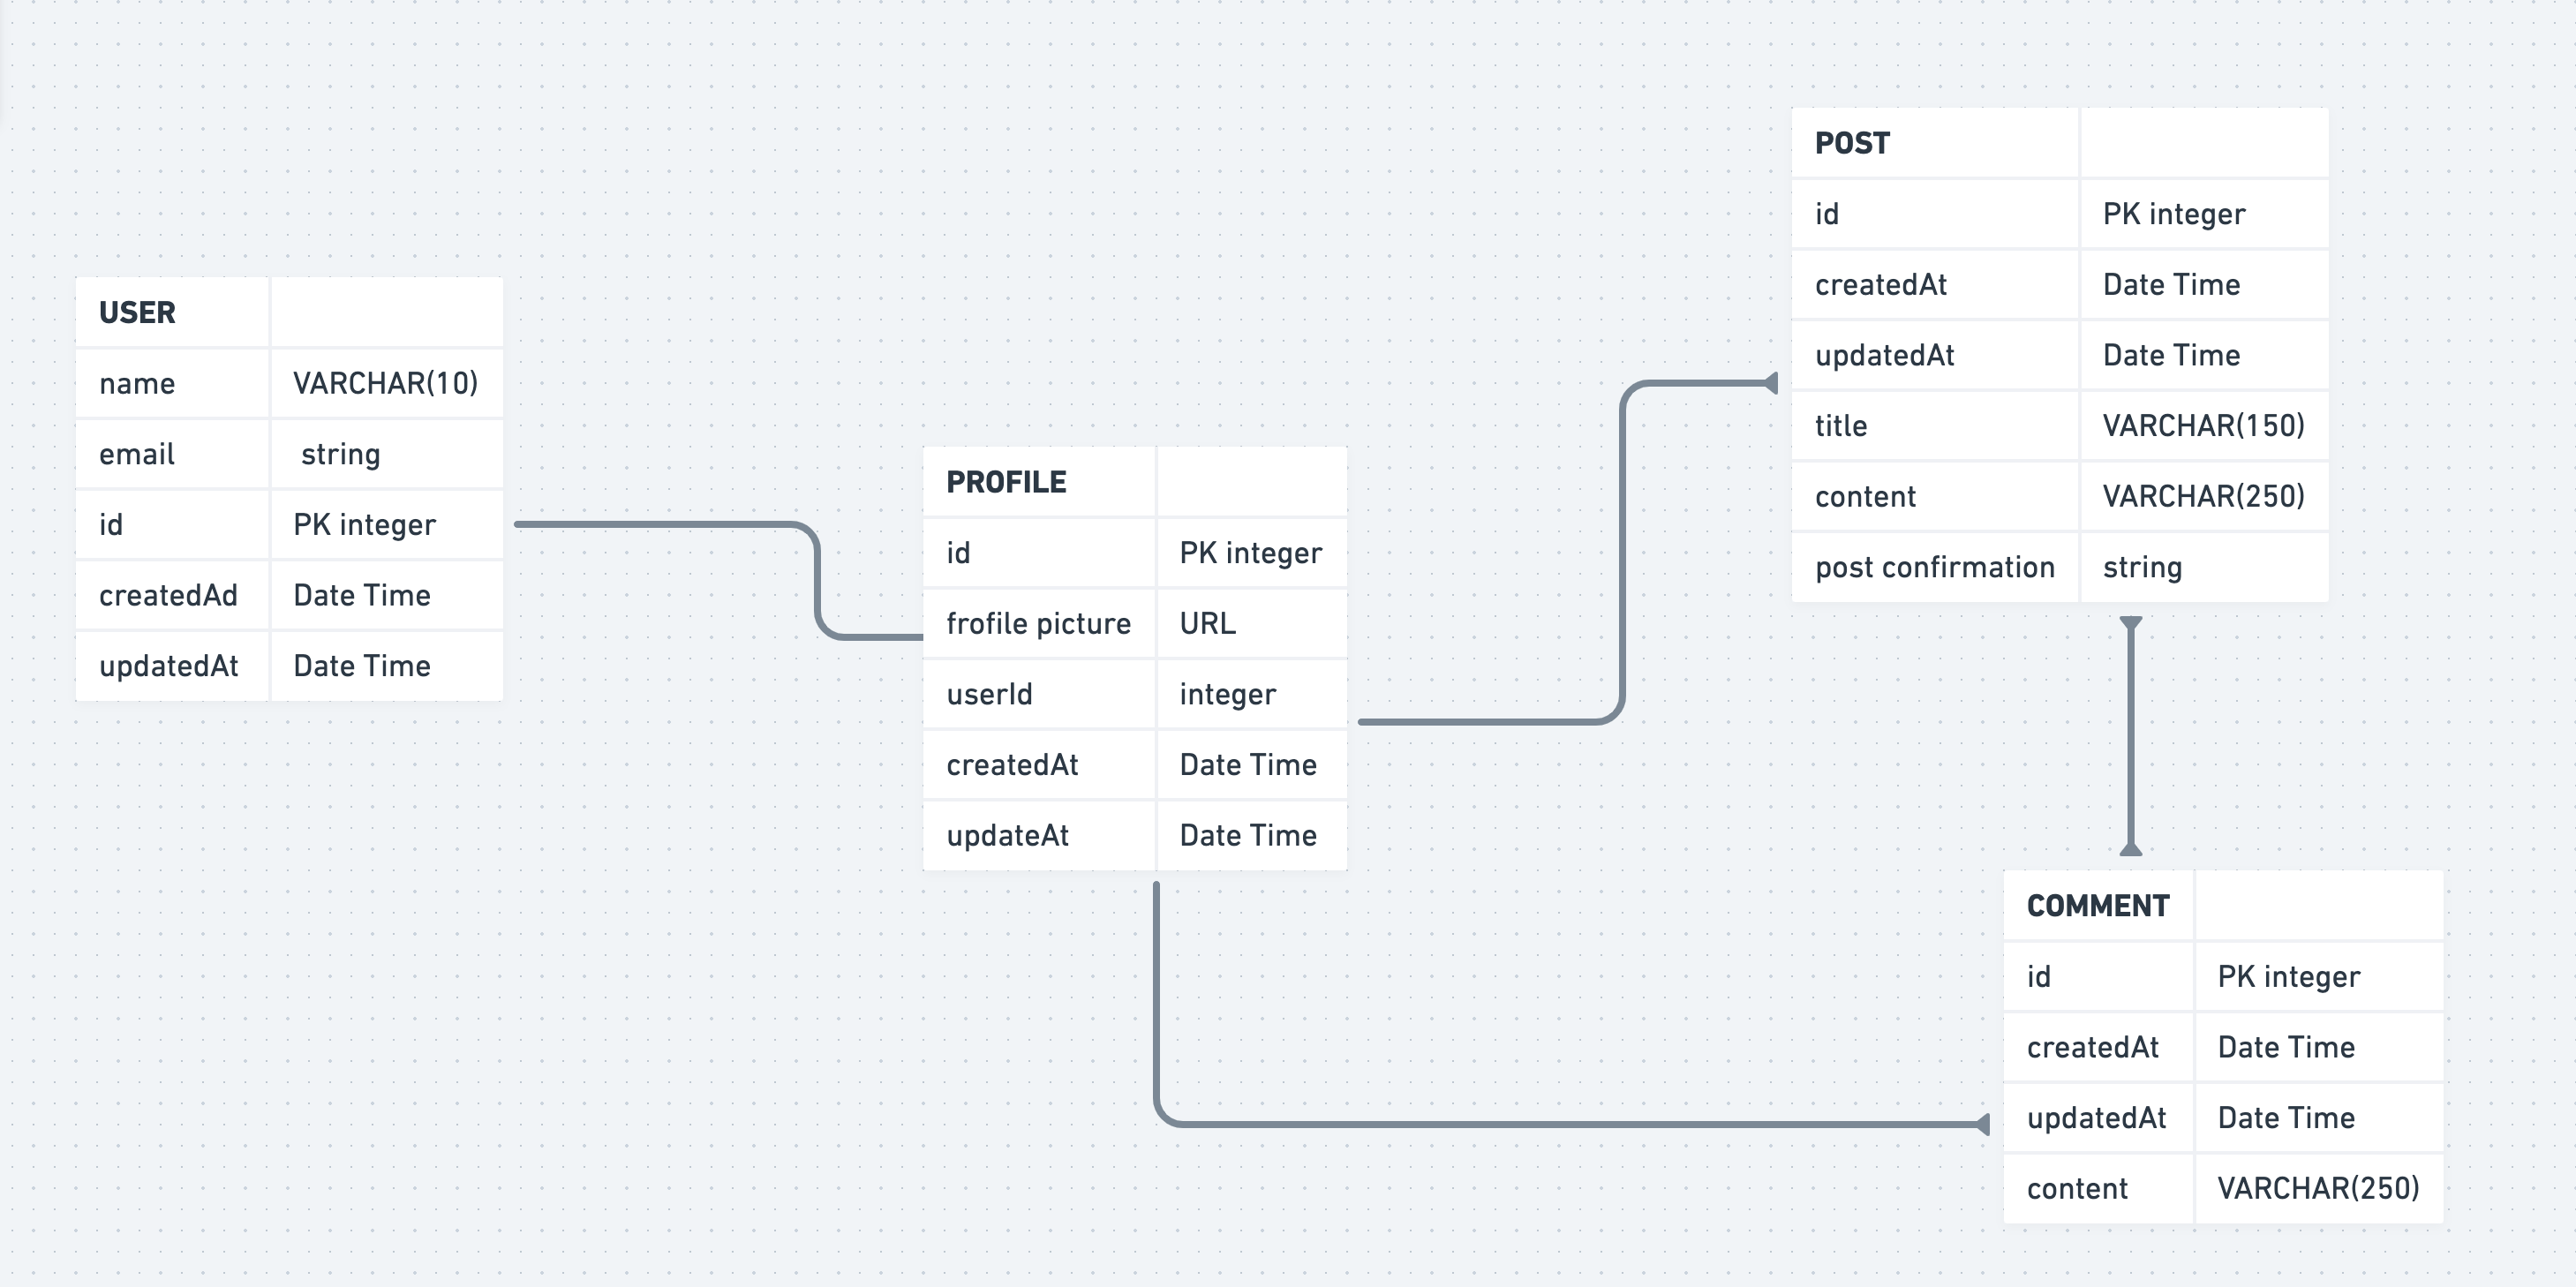 USER
name VARCHAR(10)
email string
id PK integer
createdAd Date Time
updatedAt Date Time
PROFILE
id PK integer
frofile picture URL
userId integer
createdAt Date Time
updateAt Date Time
POST
id PK integer
createdAt Date Time
updatedAt Date Time
title VARCHAR(150)
content VARCHAR(250)
post confirmation string
COMMENT
id PK integer
createdAt Date Time
updatedAt Date Time
content VARCHAR(250)